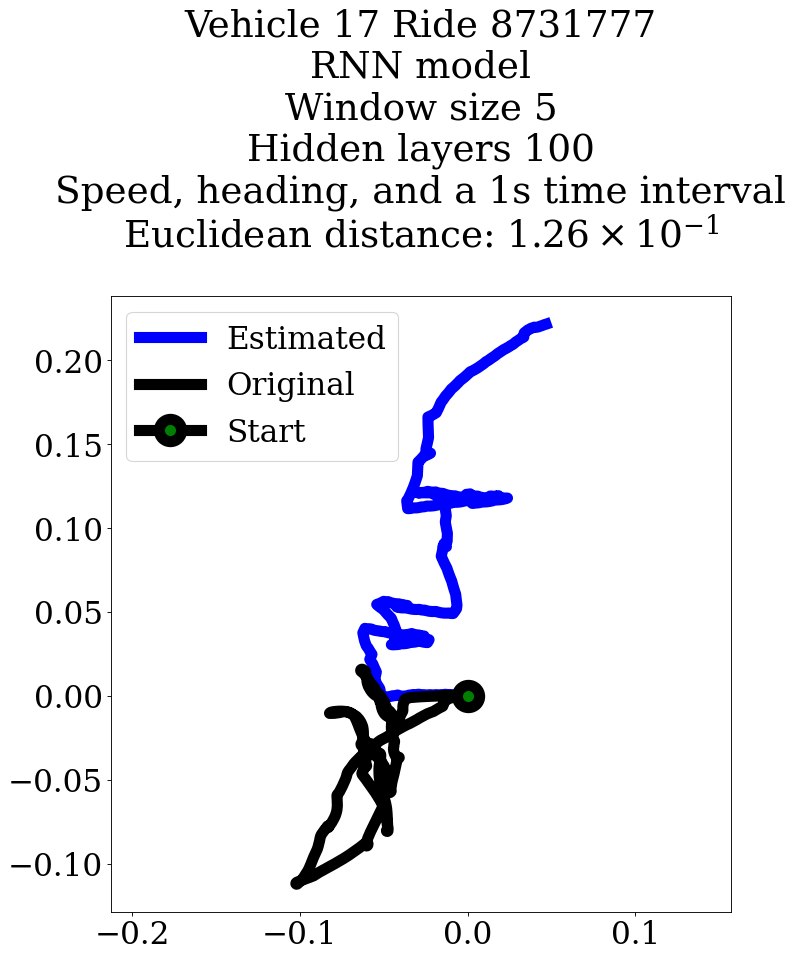 Vehicle 17 Ride 8731777
RNN model
Window size 5
Hidden layers 100
Speed, heading, and a 1s time interval
Euclidean distance: 1.26 × 10⁻¹
Estimated
Original
Start
0.20
0.15
0.10
0.05
0.00
−0.05
−0.10
−0.2 −0.1 0.0 0.1